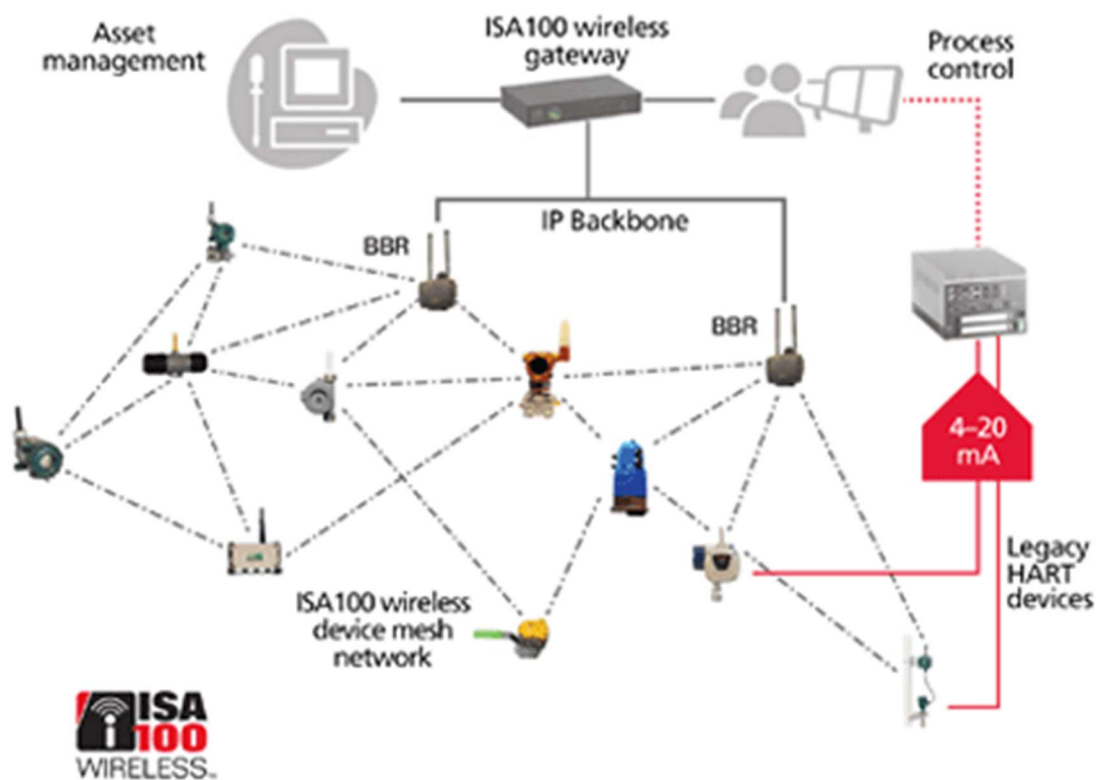 Asset
management
ISA100 wireless
gateway
Process
control
IP Backbone
BBR
BBR
4–20
mA
Legacy
HART
devices
ISA100 wireless
device mesh
network
ISA
100
WIRELESS™